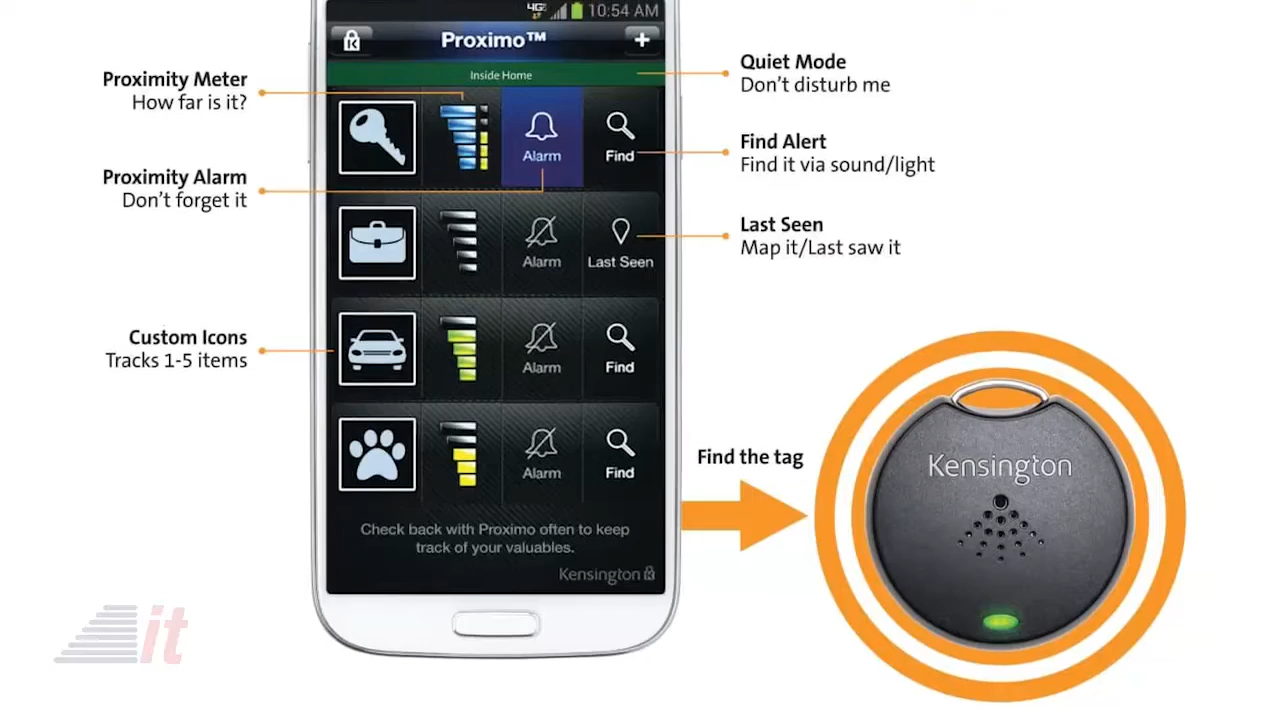 4G 10:54 AM
Proximo™
Inside Home
Proximity Meter
How far is it?
Proximity Alarm
Don't forget it
Custom Icons
Tracks 1-5 items
Alarm
Find
Alarm
Last Seen
Alarm
Find
Alarm
Find
Check back with Proximo often to keep
track of your valuables.
Kensington
Quiet Mode
Don't disturb me
Find Alert
Find it via sound/light
Last Seen
Map it/Last saw it
Find the tag
Kensington
it